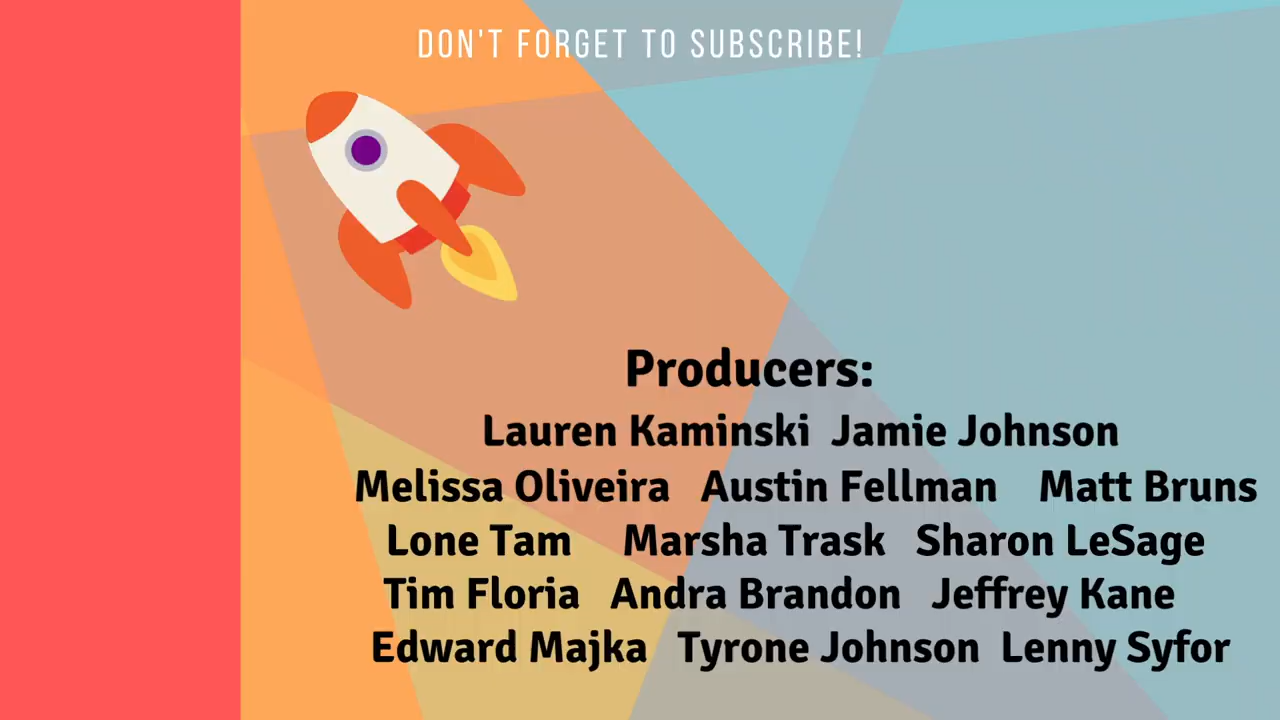 DON'T FORGET TO SUBSCRIBE!
Producers:
Lauren Kaminski Jamie Johnson
Melissa Oliveira Austin Fellman Matt Bruns
Lone Tam Marsha Trask Sharon LeSage
Tim Floria Andra Brandon Jeffrey Kane
Edward Majka Tyrone Johnson Lenny Syfor